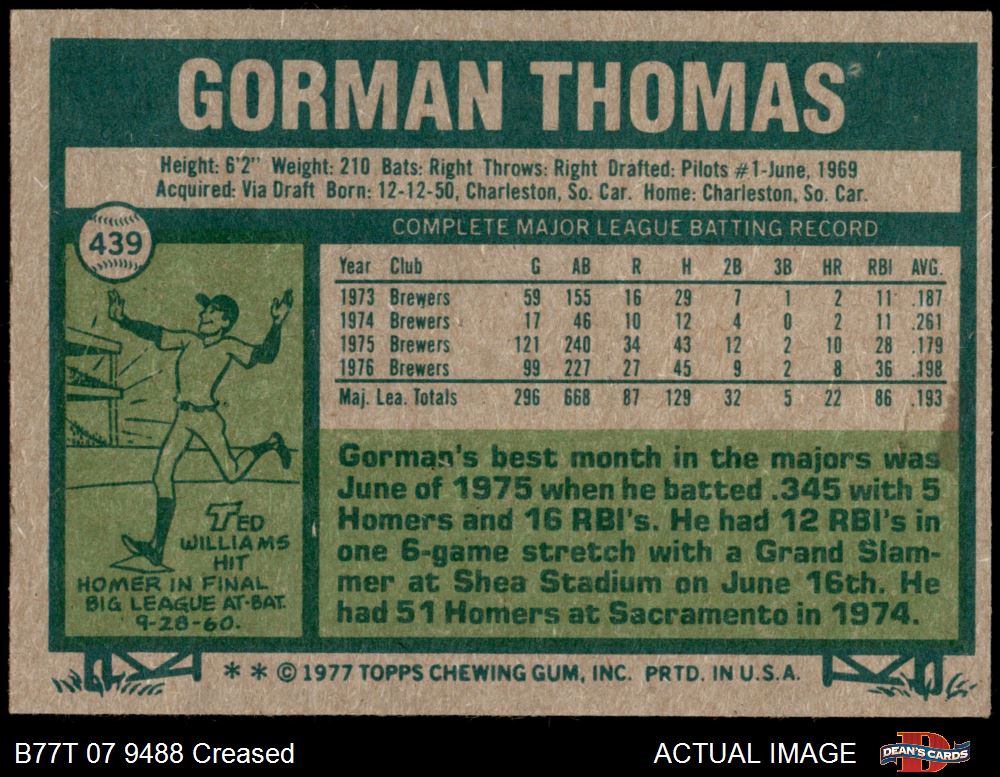 GORMAN THOMAS
Height: 6'2" Weight: 210 Bats: Right Throws: Right Drafted: Pilots #1-June, 1969
Acquired: Via Draft Born: 12-12-50, Charleston, So. Car. Home: Charleston, So. Car.
439
COMPLETE MAJOR LEAGUE BATTING RECORD
Year Club G AB R H 2B 3B HR RBI AVG.
1973 Brewers 59 155 16 29 7 1 2 11 .187
1974 Brewers 17 46 10 12 4 0 2 11 .261
1975 Brewers 121 240 34 43 12 2 10 28 .179
1976 Brewers 99 227 27 45 9 2 8 36 .198
Maj. Lea. Totals 296 668 87 129 32 5 22 86 .193
Gorman's best month in the majors was
June of 1975 when he batted .345 with 5
Homers and 16 RBI's. He had 12 RBI's in
one 6-game stretch with a Grand Slam-
mer at Shea Stadium on June 16th. He
had 51 Homers at Sacramento in 1974.
TED
WILLIAMS
HIT
HOMER IN FINAL
BIG LEAGUE AT-BAT.
9-28-60.
* * © 1977 TOPPS CHEWING GUM, INC. PRTD. IN U.S.A.
B77T 07 9488 Creased
ACTUAL IMAGE
DEAN'S CARDS